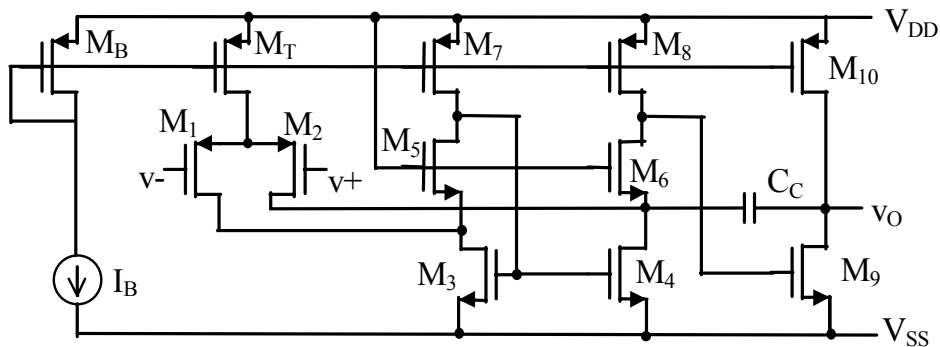 V_DD
M_B
M_T
M_7
M_8
M_10
M_1
M_2
M_5
M_6
v-
v+
C_C
v_O
I_B
M_3
M_4
M_9
V_SS